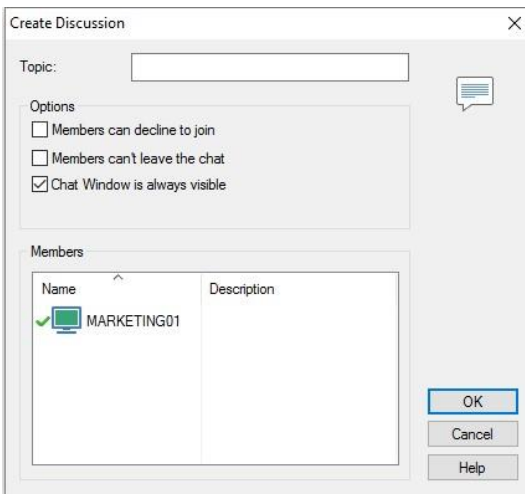 Create Discussion
Topic:
Options
Members can decline to join
Members can't leave the chat
Chat Window is always visible
Members
Name Description
MARKETING01
OK
Cancel
Help